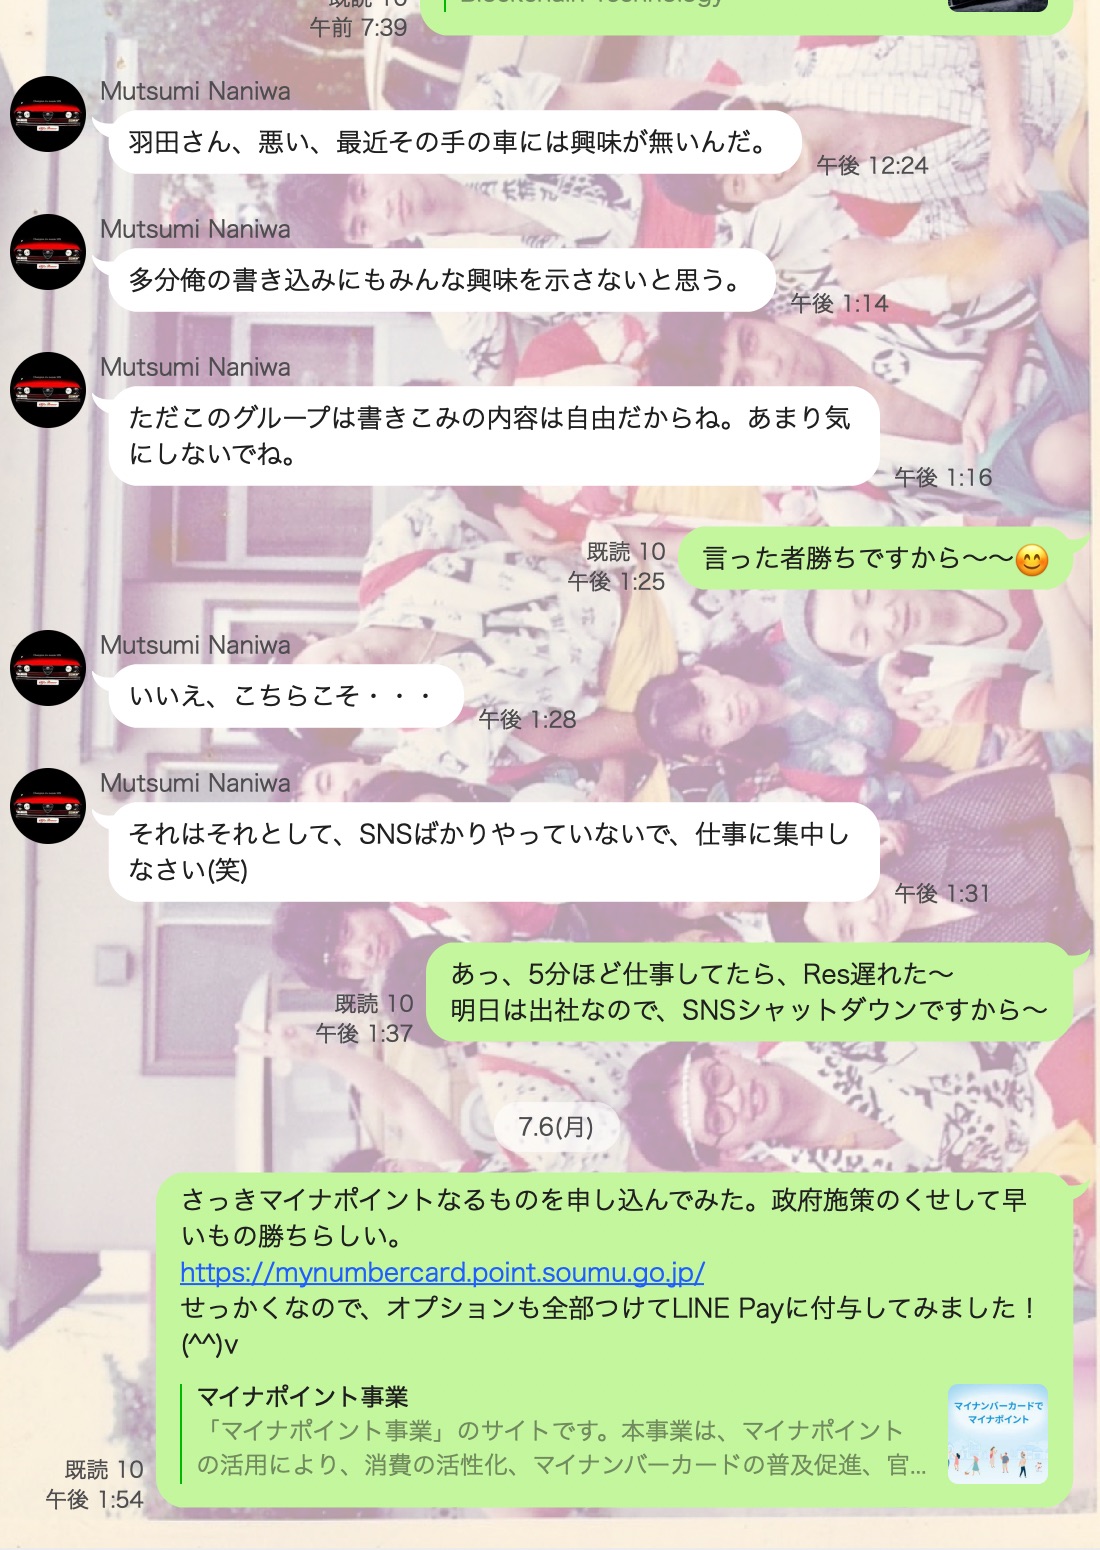 既読 10
Blockchain Technology
午前 7:39
Mutsumi Naniwa
羽田さん、悪い、最近その手の車には興味が無いんだ。
午後 12:24
Mutsumi Naniwa
多分俺の書き込みにもみんな興味を示さないと思う。
午後 1:14
Mutsumi Naniwa
ただこのグループは書きこみの内容は自由だからね。あまり気
にしないでね。
午後 1:16
既読 10
午後 1:25
言った者勝ちですから〜〜😊
Mutsumi Naniwa
いいえ、こちらこそ・・・
午後 1:28
Mutsumi Naniwa
それはそれとして、SNSばかりやっていないで、仕事に集中し
なさい(笑)
午後 1:31
あっ、5分ほど仕事してたら、Res遅れた〜
明日は出社なので、SNSシャットダウンですから〜
既読 10
午後 1:37
7.6(月)
さっきマイナポイントなるものを申し込んでみた。政府施策のくせして早
いもの勝ちらしい。
https://mynumbercard.point.soumu.go.jp/
せっかくなので、オプションも全部つけてLINE Payに付与してみました！
(^^)v
マイナポイント事業
「マイナポイント事業」のサイトです。本事業は、マイナポイント
の活用により、消費の活性化、マイナンバーカードの普及促進、官...
マイナンバーカードで
マイナポイント
既読 10
午後 1:54